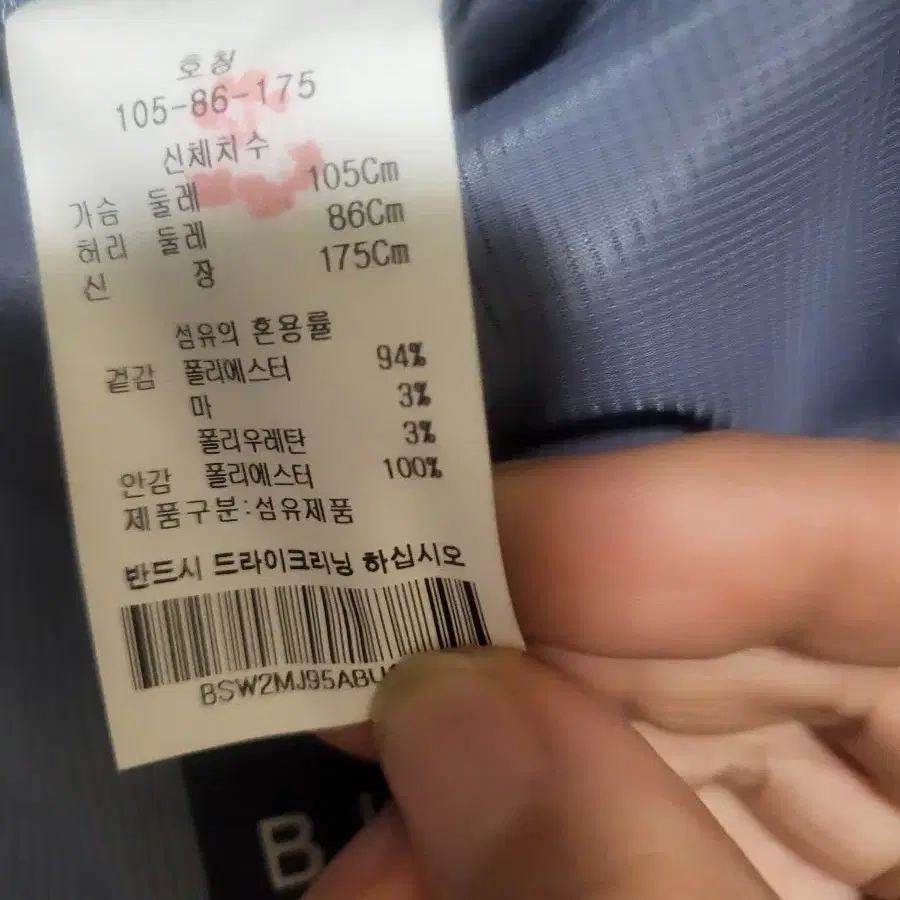 호칭
105-86-175
신체치수
가슴 둘레 105Cm
허리 둘레 86Cm
신 장 175Cm
섬유의 혼용률
겉감 폴리에스터 94%
마 3%
폴리우레탄 3%
안감 폴리에스터 100%
제품구분:섬유제품
반드시 드라이크리닝 하십시오
BSW2MJ95ABU
B